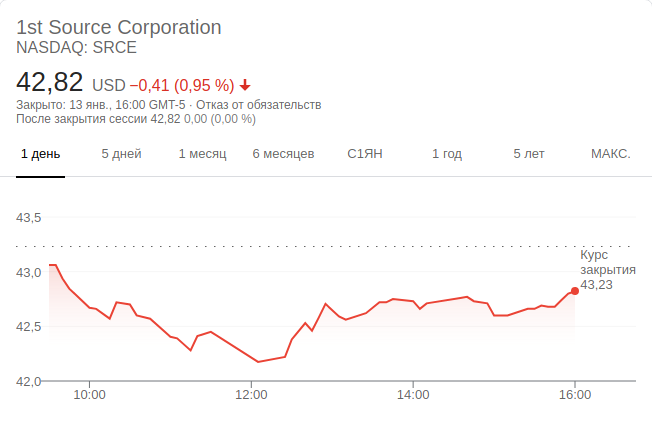 1st Source Corporation
NASDAQ: SRCE
42,82 USD −0,41 (0,95 %)
Закрыто: 13 янв., 16:00 GMT-5 · Отказ от обязательств
После закрытия сессии 42,82 0,00 (0,00 %)
1 день 5 дней 1 месяц 6 месяцев С1ЯН 1 год 5 лет МАКС.
43,5
Курс
закрытия
43,23
43,0
42,5
42,0
10:00 12:00 14:00 16:00